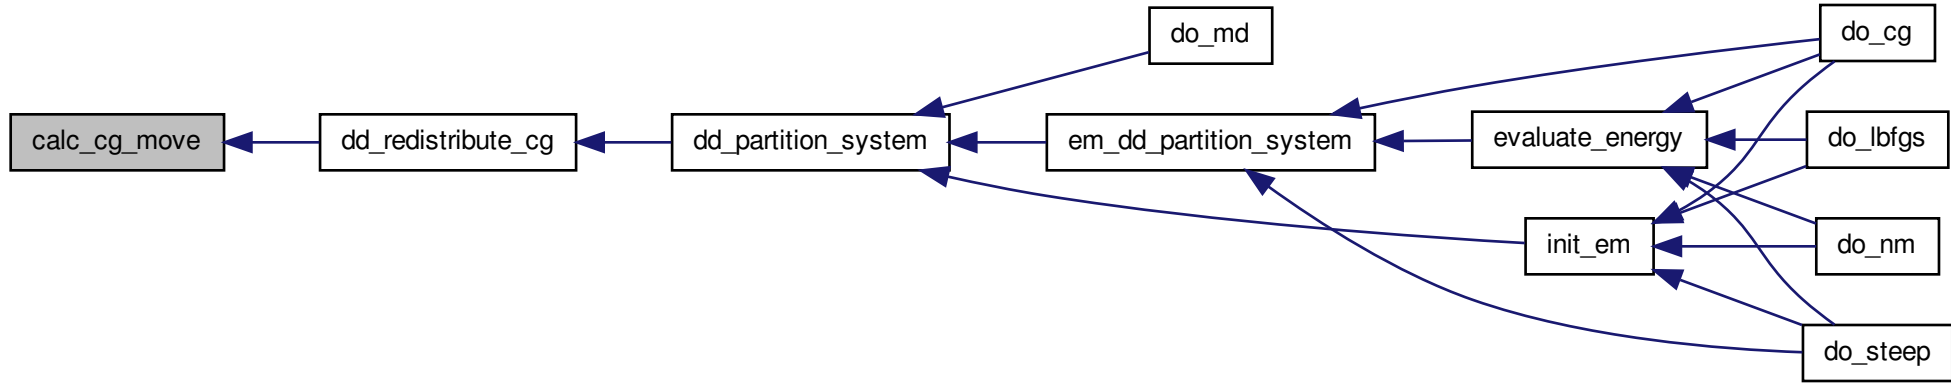 calc_cg_move
dd_redistribute_cg
dd_partition_system
do_md
em_dd_partition_system
evaluate_energy
init_em
do_cg
do_lbfgs
do_nm
do_steep